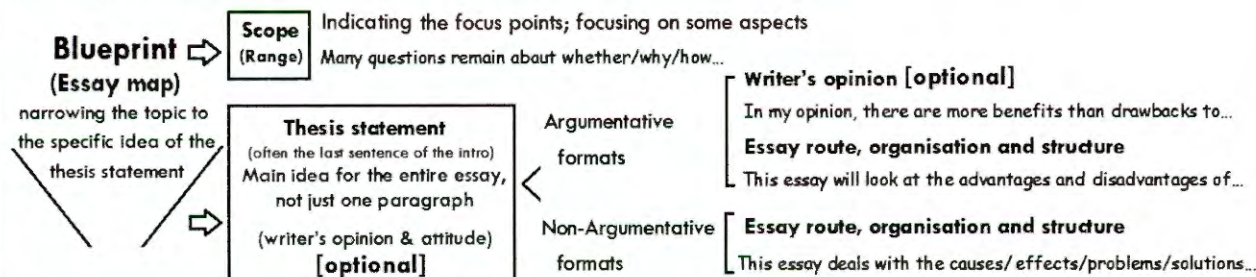 Blueprint
(Essay map)
narrowing the topic to
the specific idea of the
thesis statement
Scope
(Range)
Indicating the focus points; focusing on some aspects
Many questions remain about whether/why/how...
Thesis statement
(often the last sentence of the intro)
Main idea for the entire essay,
not just one paragraph
(writer's opinion & attitude)
[optional]
Argumentative
formats
Writer's opinion [optional]
In my opinion, there are more benefits than drawbacks to...
Essay route, organisation and structure
This essay will look at the advantages and disadvantages of...
Non-Argumentative
formats
Essay route, organisation and structure
This essay deals with the causes/ effects/problems/solutions...